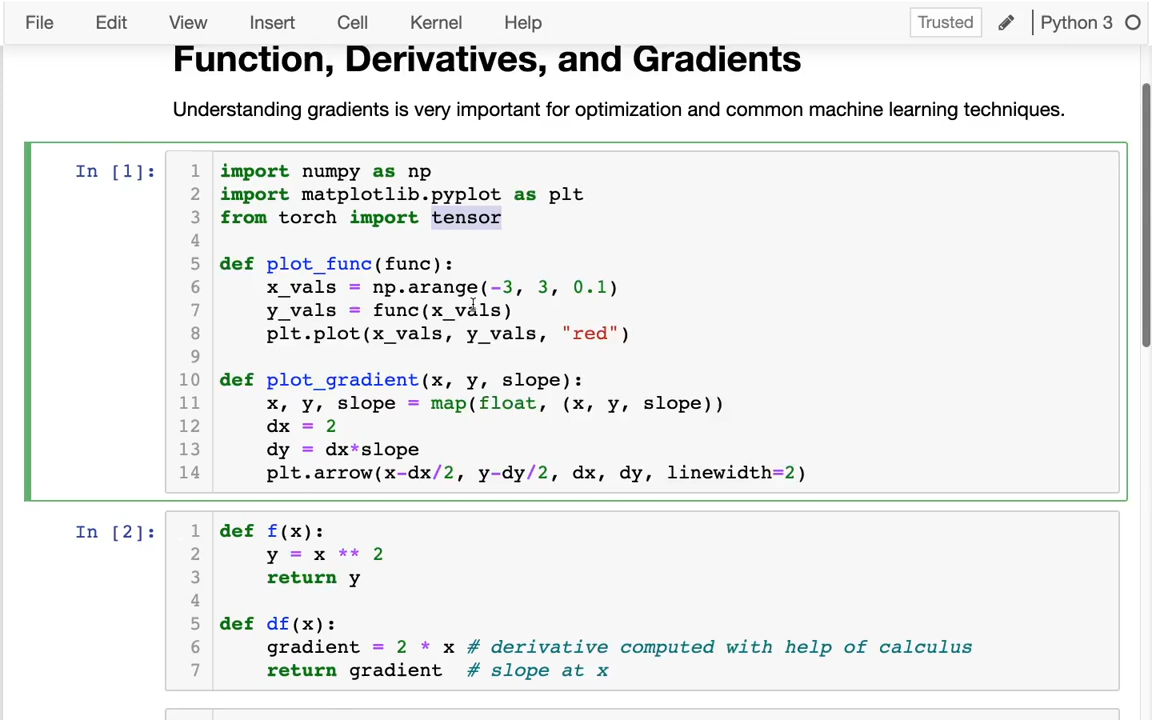 File Edit View Insert Cell Kernel Help Trusted Python 3
Function, Derivatives, and Gradients
Understanding gradients is very important for optimization and common machine learning techniques.
In [1]:
1 import numpy as np
2 import matplotlib.pyplot as plt
3 from torch import tensor
4
5 def plot_func(func):
6     x_vals = np.arange(-3, 3, 0.1)
7     y_vals = func(x_vals)
8     plt.plot(x_vals, y_vals, "red")
9
10 def plot_gradient(x, y, slope):
11     x, y, slope = map(float, (x, y, slope))
12     dx = 2
13     dy = dx*slope
14     plt.arrow(x-dx/2, y-dy/2, dx, dy, linewidth=2)
In [2]:
1 def f(x):
2     y = x ** 2
3     return y
4
5 def df(x):
6     gradient = 2 * x # derivative computed with help of calculus
7     return gradient  # slope at x